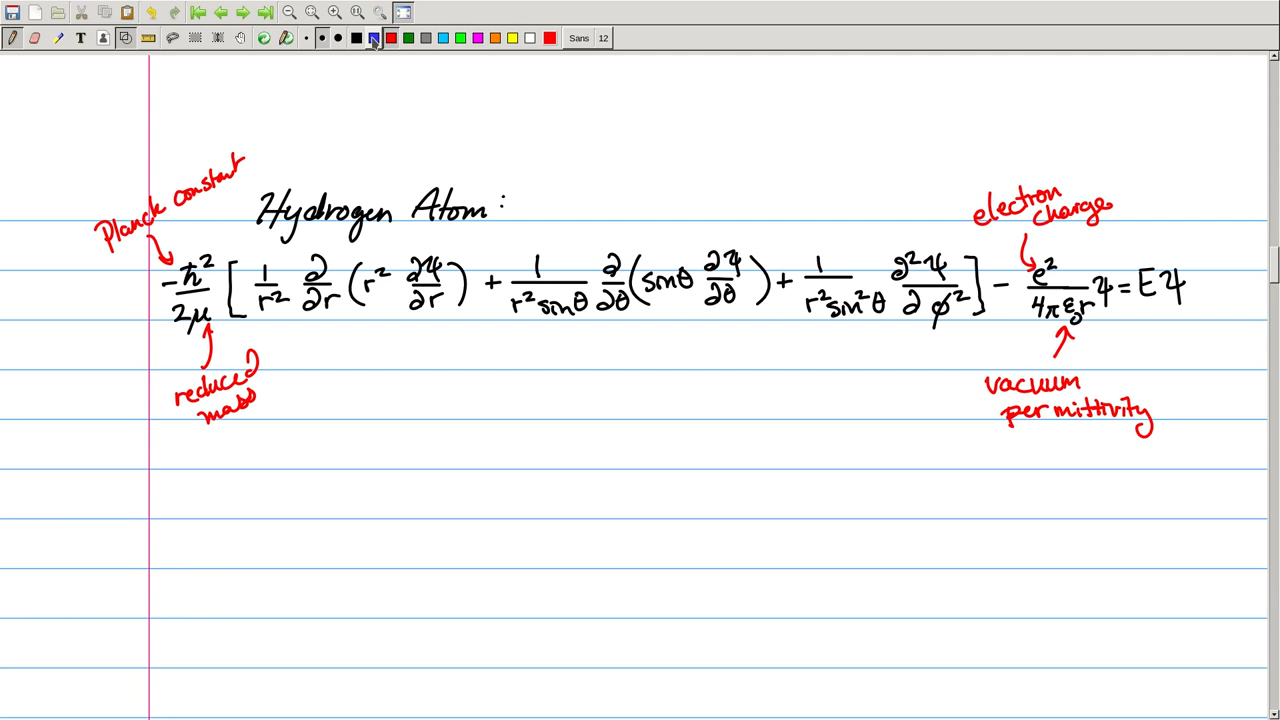 T
Sans 12
Planck constant
Hydrogen Atom:
electron
charge
-ħ²/2μ [ 1/r² ∂/∂r (r² ∂Ψ/∂r) + 1/(r² sinθ) ∂/∂θ (sinθ ∂Ψ/∂θ) + 1/(r² sin²θ) ∂²Ψ/∂φ² ] - e²/(4πε₀r) Ψ = EΨ
reduced
mass
vacuum
permittivity